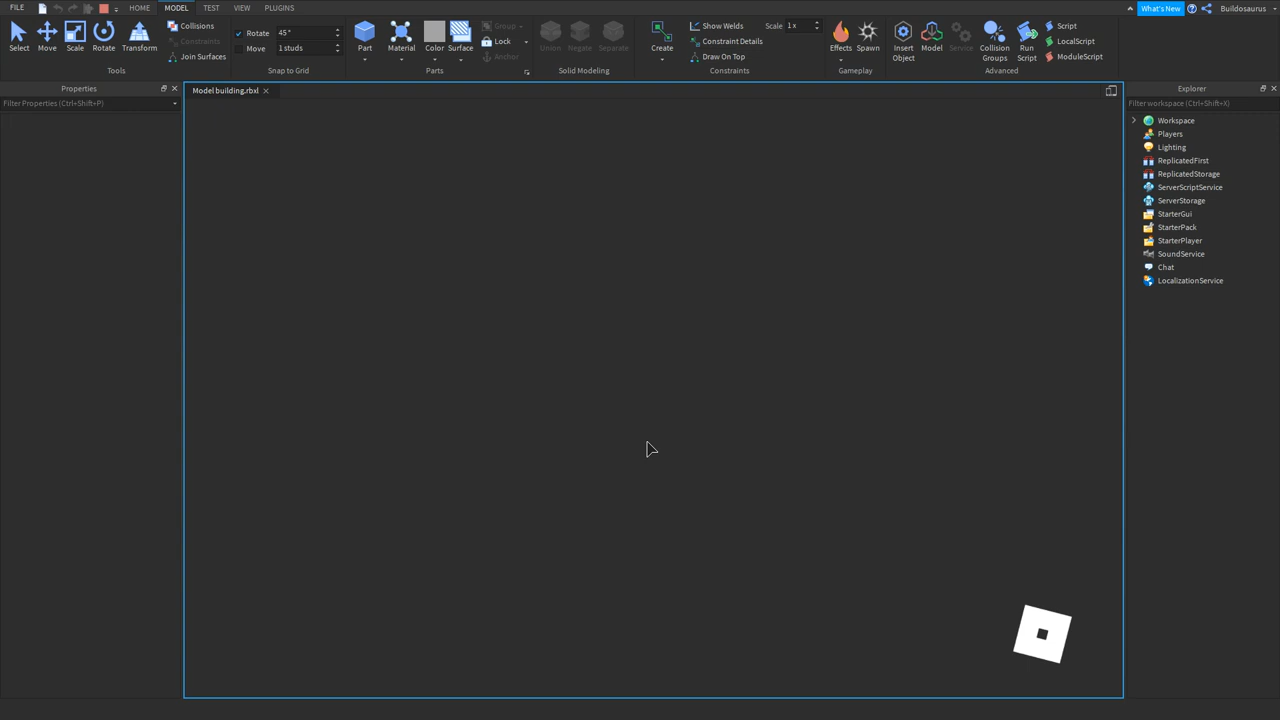 FILE HOME MODEL TEST VIEW PLUGINS What's New Buildosaurus
Select Move Scale Rotate Transform
Collisions
Constraints
Join Surfaces
Tools
Rotate 45°
Move 1 studs
Snap to Grid
Part Material Color Surface
Group
Lock
Anchor
Parts
Union Negate Separate
Solid Modeling
Create
Show Welds Scale 1 x
Constraint Details
Draw On Top
Constraints
Effects Spawn
Gameplay
Insert Object Model Service Collision Groups Run Script
Script
LocalScript
ModuleScript
Advanced
Properties
Filter Properties (Ctrl+Shift+P)
Model building.rbxl
Explorer
Filter workspace (Ctrl+Shift+X)
Workspace
Players
Lighting
ReplicatedFirst
ReplicatedStorage
ServerScriptService
ServerStorage
StarterGui
StarterPack
StarterPlayer
SoundService
Chat
LocalizationService